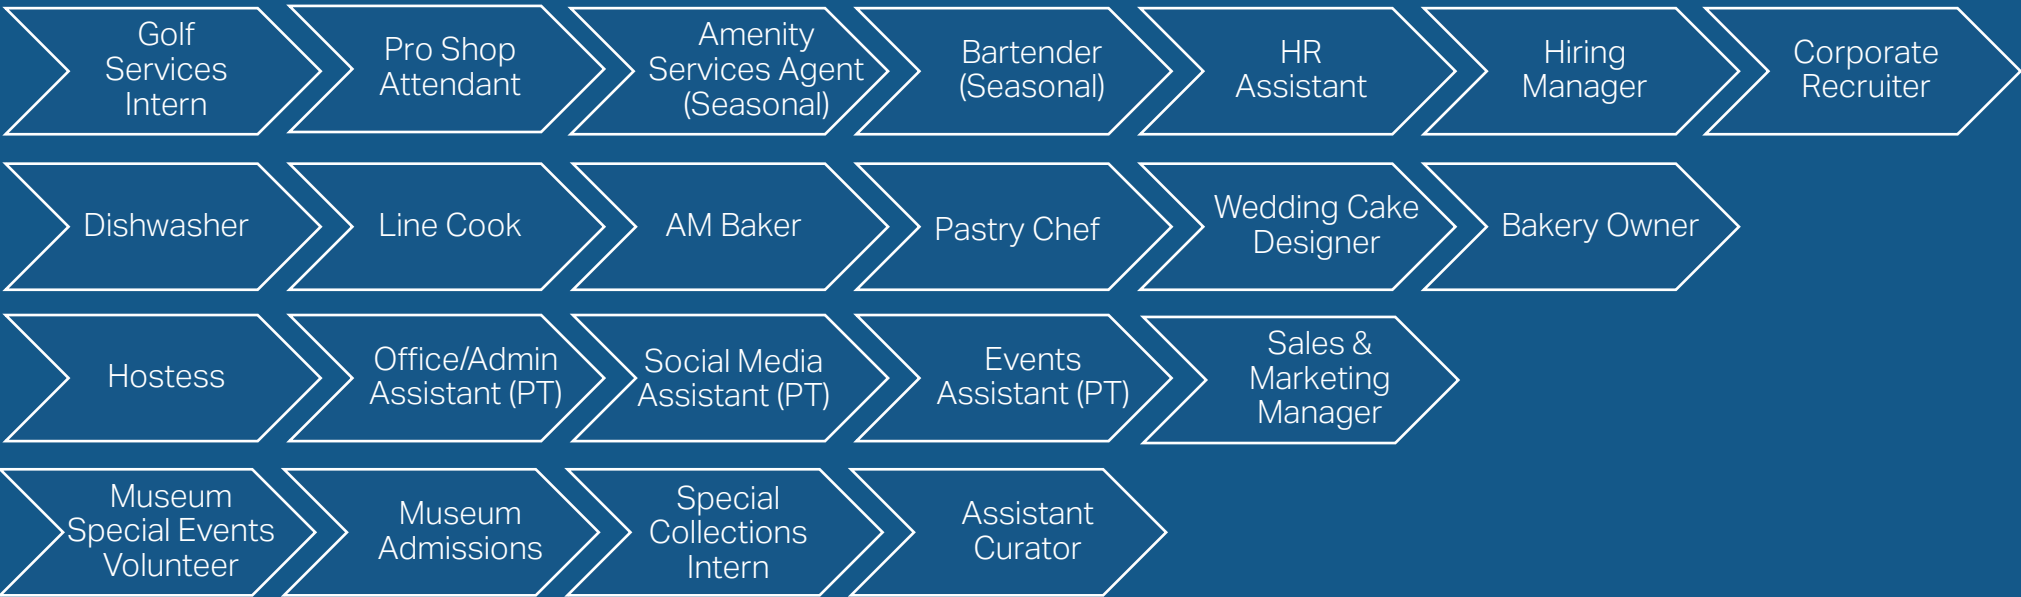 Golf
Services
Intern
Pro Shop
Attendant
Amenity
Services Agent
(Seasonal)
Bartender
(Seasonal)
HR
Assistant
Hiring
Manager
Corporate
Recruiter
Dishwasher
Line Cook
AM Baker
Pastry Chef
Wedding Cake
Designer
Bakery Owner
Hostess
Office/Admin
Assistant (PT)
Social Media
Assistant (PT)
Events
Assistant (PT)
Sales &
Marketing
Manager
Museum
Special Events
Volunteer
Museum
Admissions
Special
Collections
Intern
Assistant
Curator